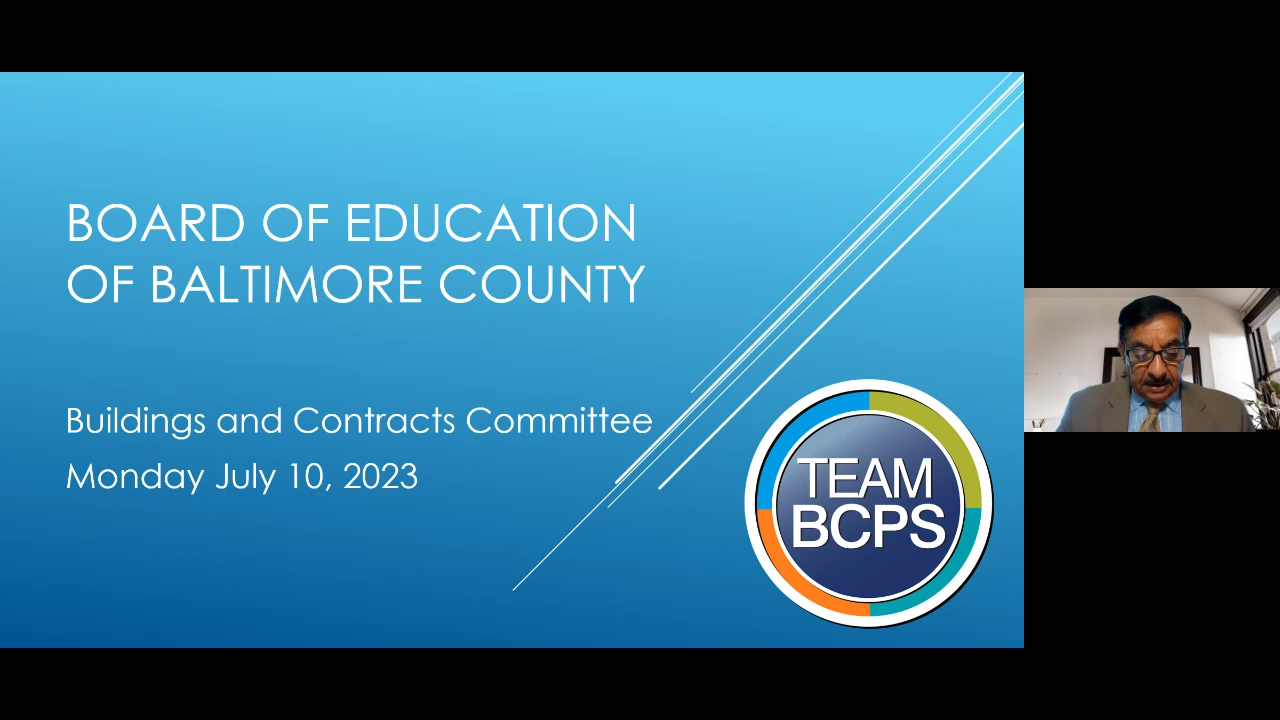 BOARD OF EDUCATION
OF BALTIMORE COUNTY
Buildings and Contracts Committee
Monday July 10, 2023
TEAM
BCPS